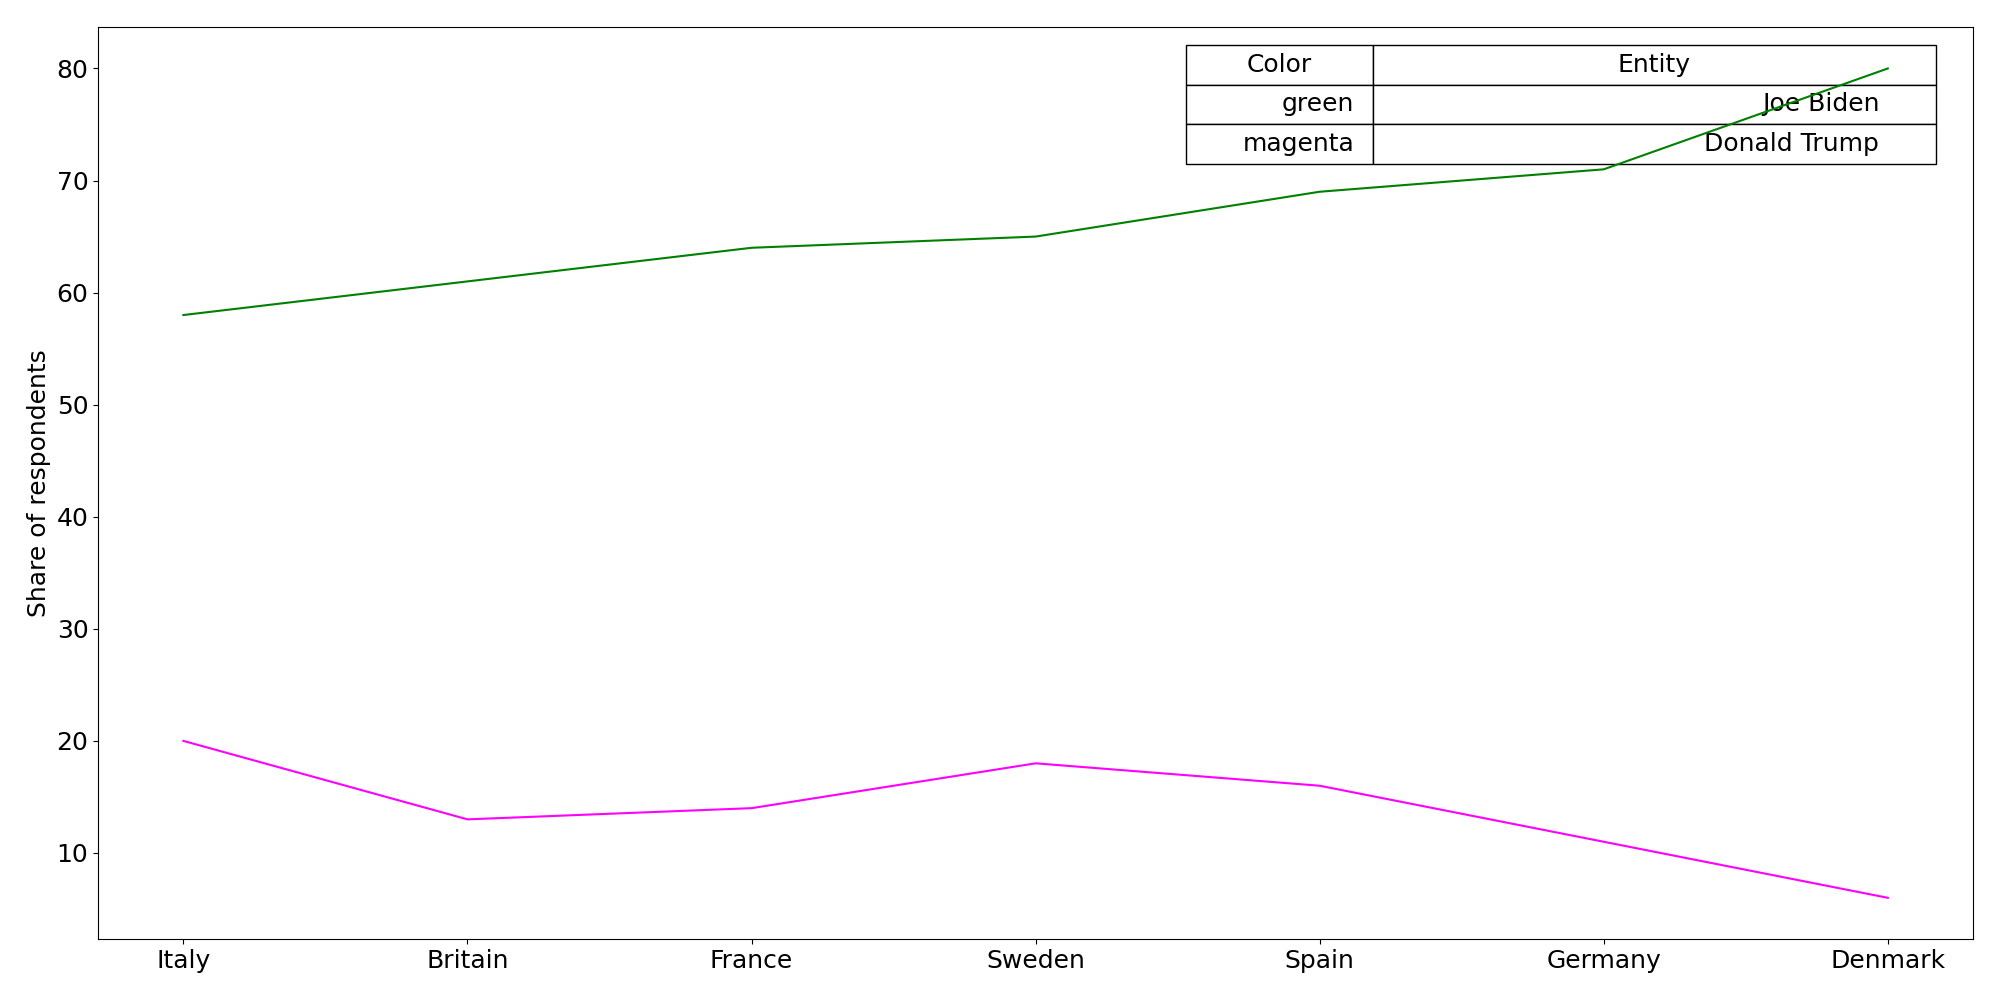 Color Entity
green Joe Biden
magenta Donald Trump
80
70
60
50
40
30
20
10
Share of respondents
Italy Britain France Sweden Spain Germany Denmark